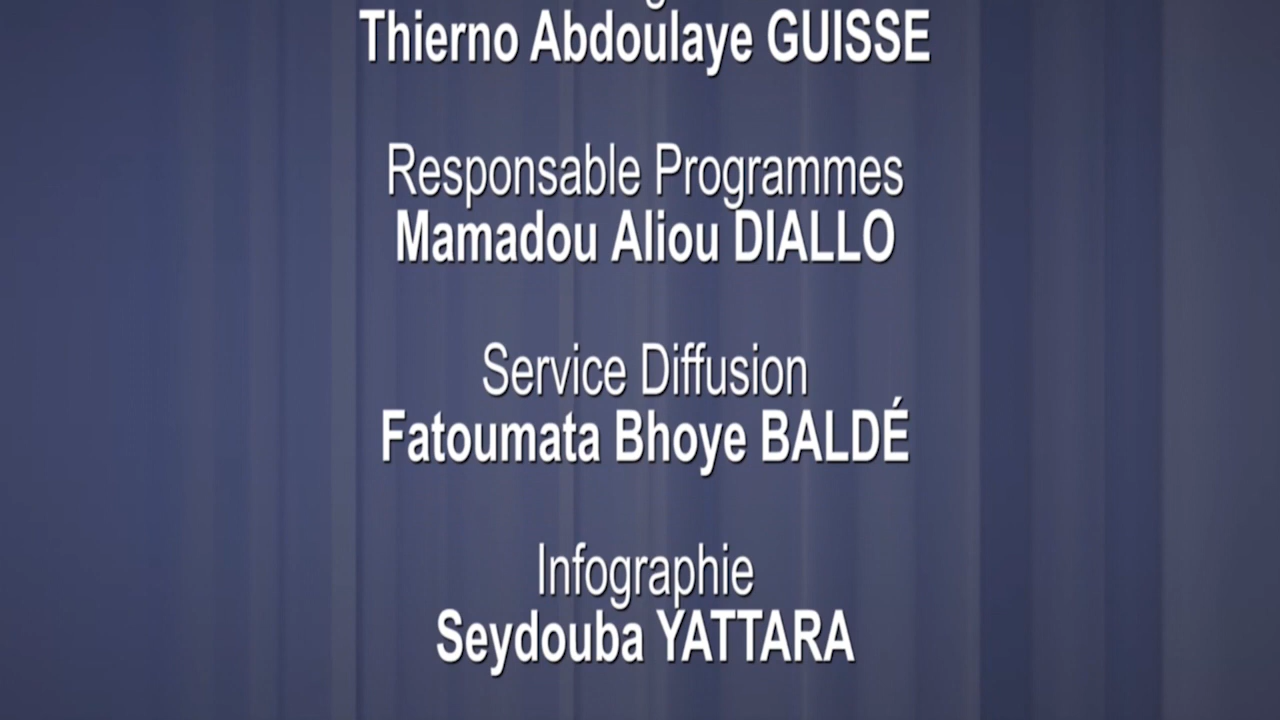 Thierno Abdoulaye GUISSE
Responsable Programmes
Mamadou Aliou DIALLO
Service Diffusion
Fatoumata Bhoye BALDÉ
Infographie
Seydouba YATTARA